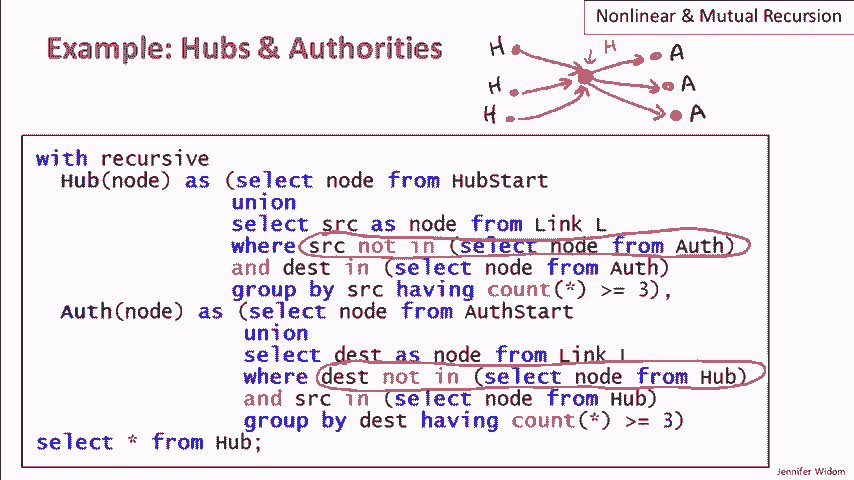 Nonlinear & Mutual Recursion
Example: Hubs & Authorities
H
H
A
H
A
H
A
with recursive
Hub(node) as (select node from HubStart
union
select src as node from Link L
where src not in (select node from Auth)
and dest in (select node from Auth)
group by src having count(*) >= 3),
Auth(node) as (select node from AuthStart
union
select dest as node from Link L
where dest not in (select node from Hub)
and src in (select node from Hub)
group by dest having count(*) >= 3)
select * from Hub;
Jennifer Widom